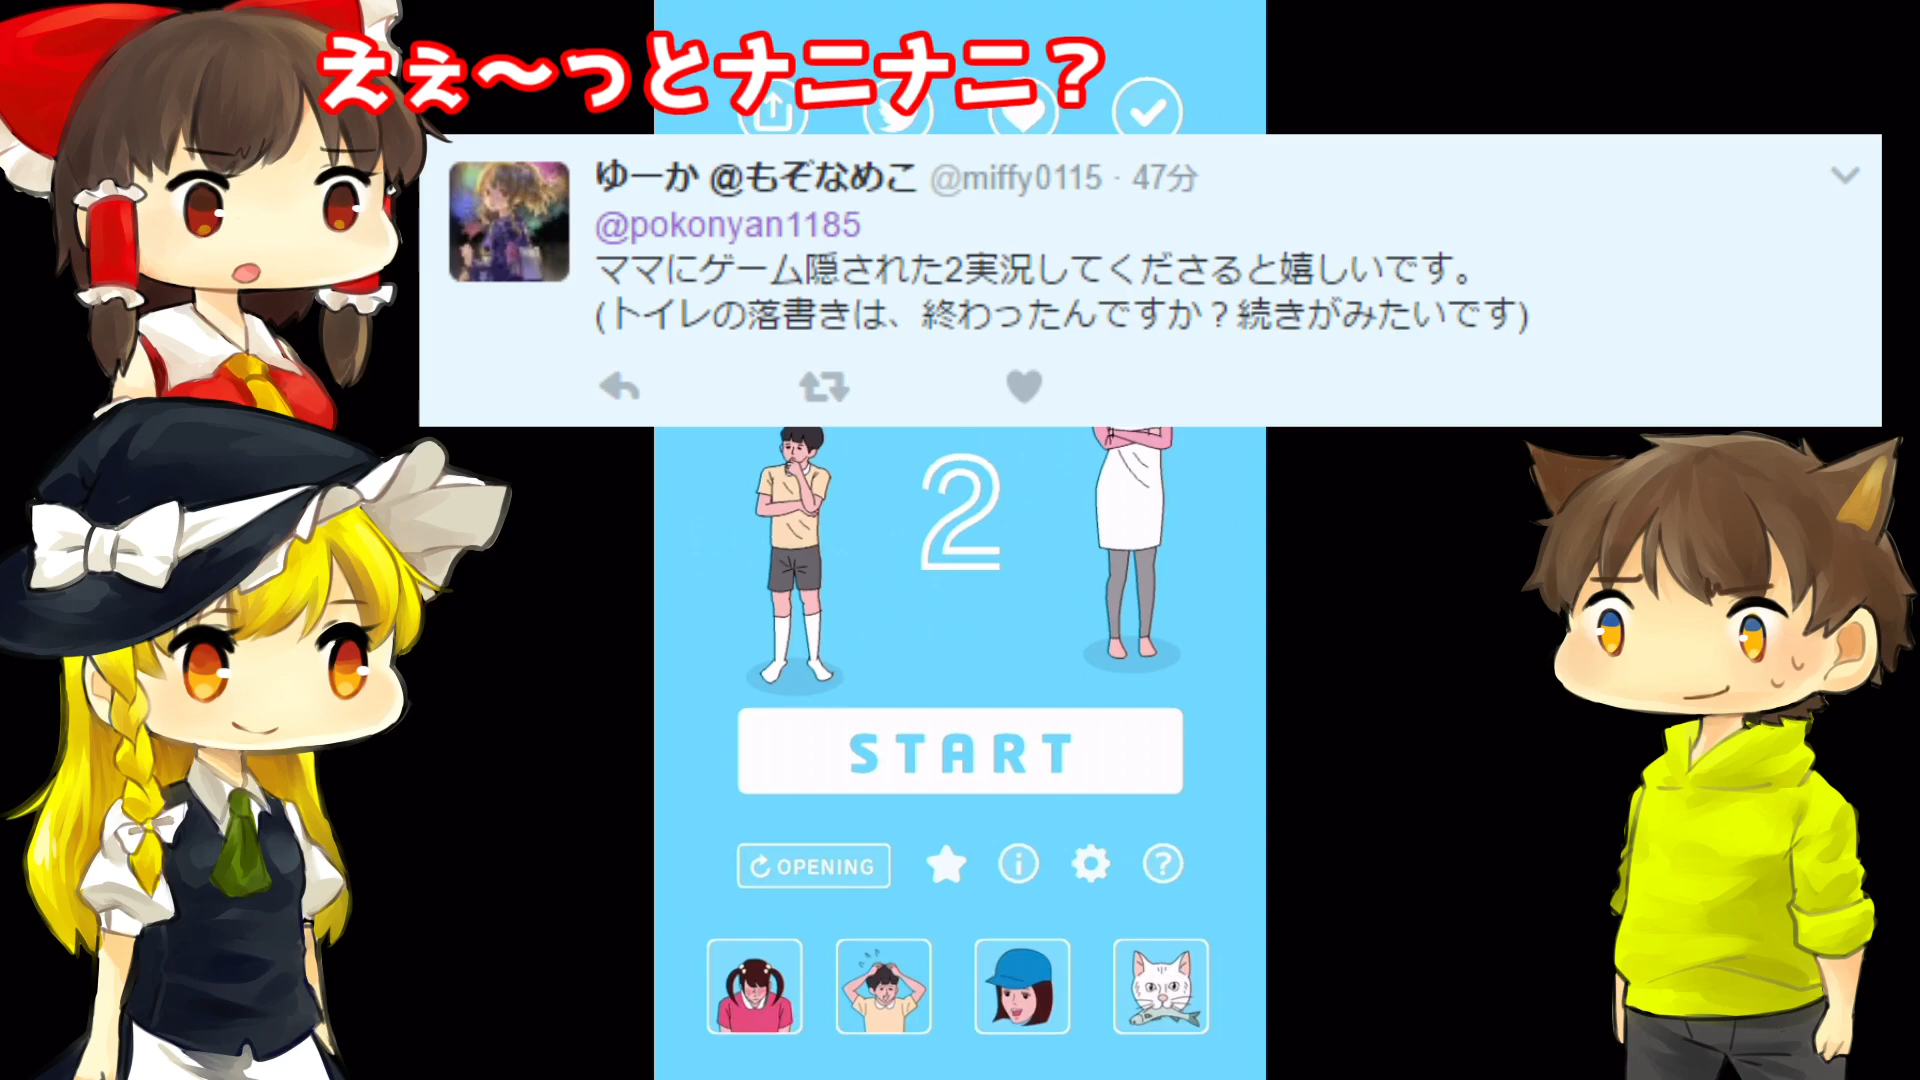 えぇ～っとナニナニ？
ゆーか @もぞなめこ @miffy0115 · 47分
@pokonyan1185
ママにゲーム隠された2実況してくださると嬉しいです。
(トイレの落書きは、終わったんですか？続きがみたいです)
2
START
OPENING